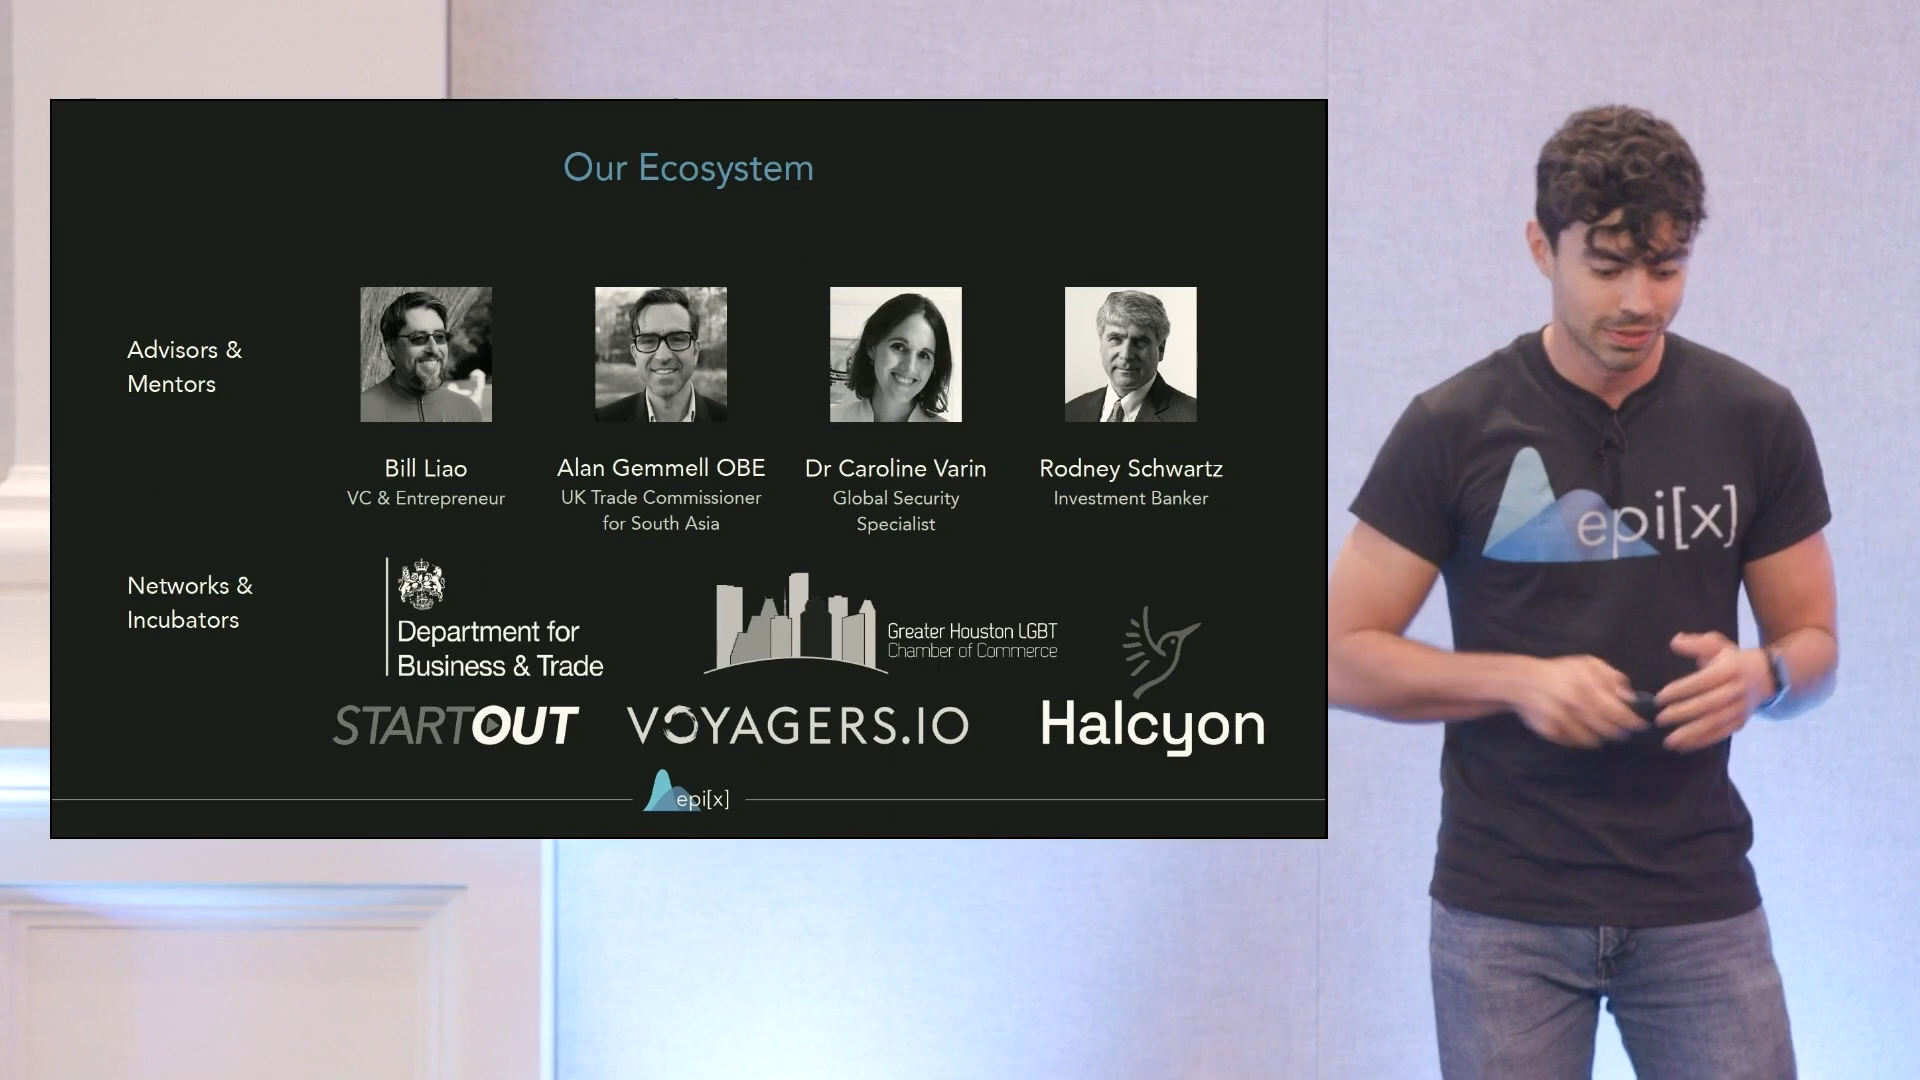 Our Ecosystem
Advisors &
Mentors
Bill Liao
VC & Entrepreneur
Alan Gemmell OBE
UK Trade Commissioner
for South Asia
Dr Caroline Varin
Global Security
Specialist
Rodney Schwartz
Investment Banker
Networks &
Incubators
Department for
Business & Trade
Greater Houston LGBT
Chamber of Commerce
STARTOUT
VOYAGERS.IO
Halcyon
epi[x]
epi[x]